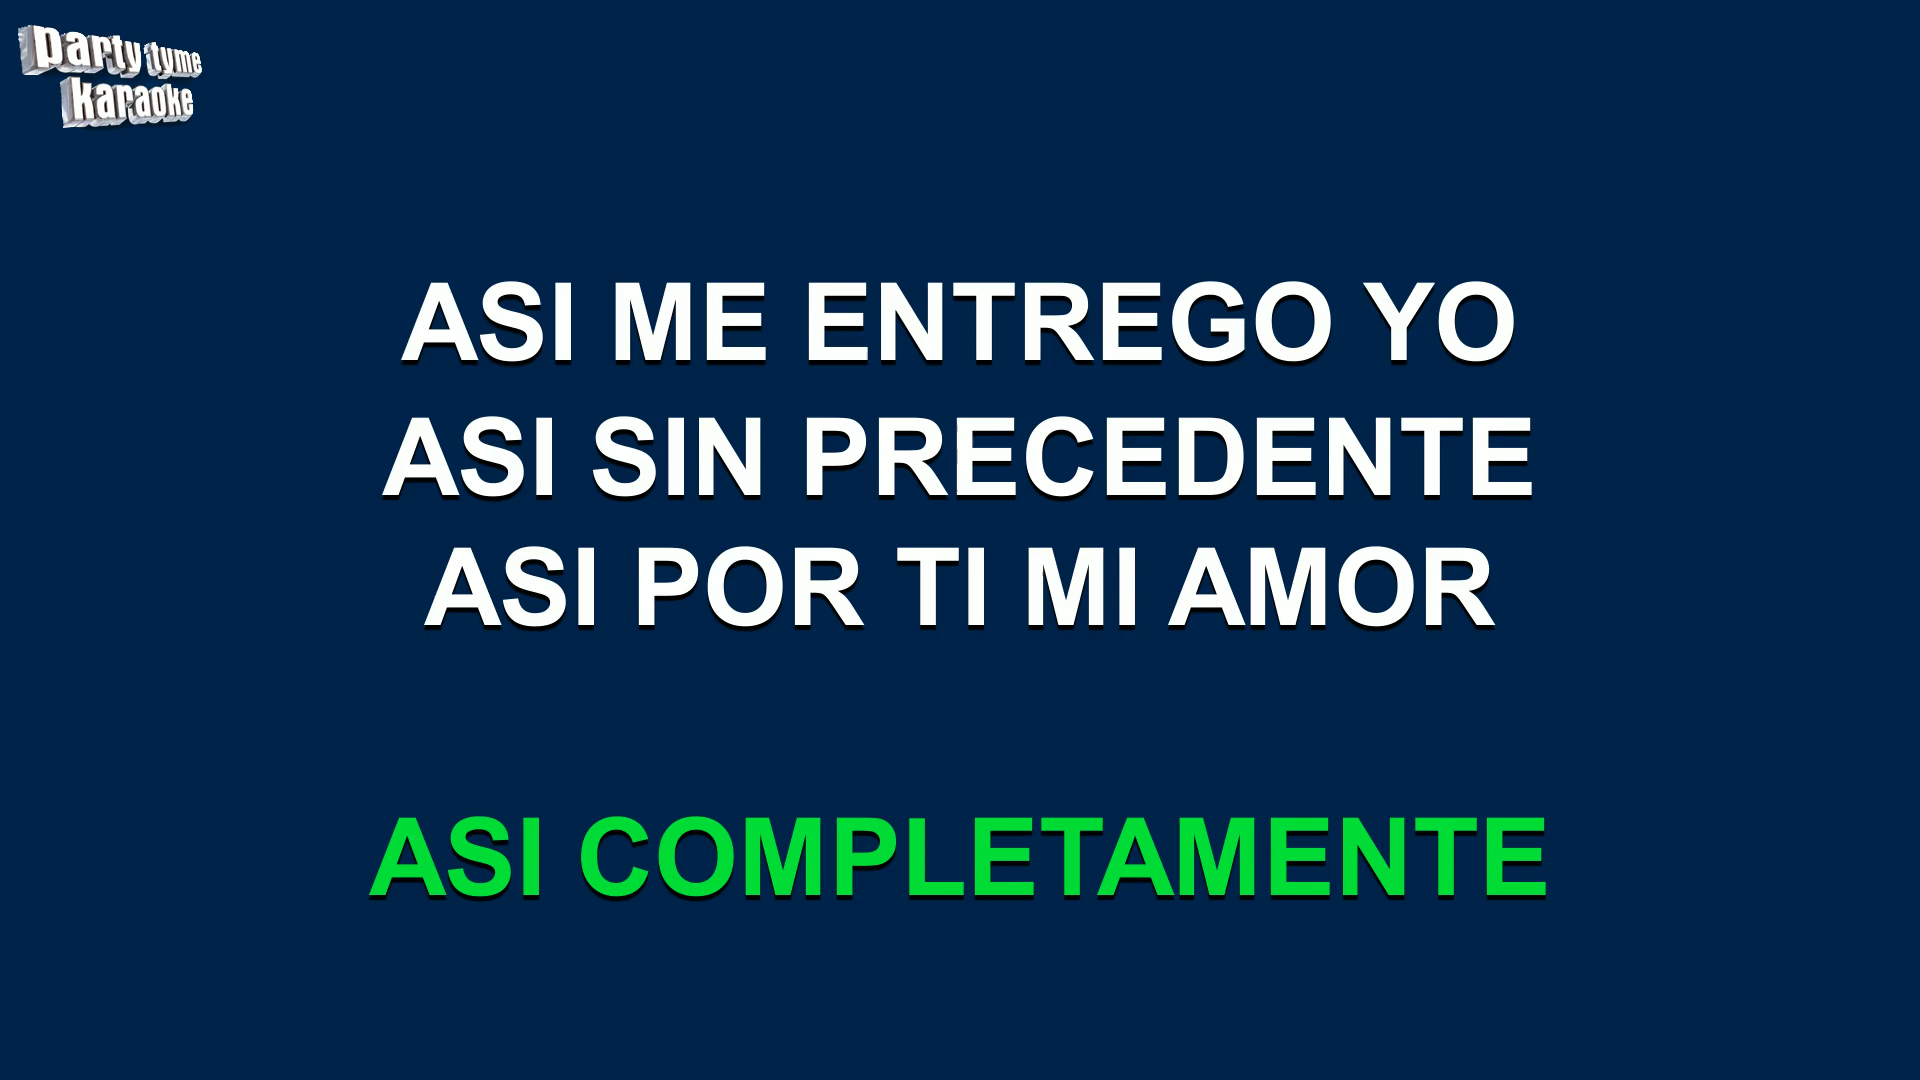 party tyme
karaoke
ASI ME ENTREGO YO
ASI SIN PRECEDENTE
ASI POR TI MI AMOR
ASI COMPLETAMENTE